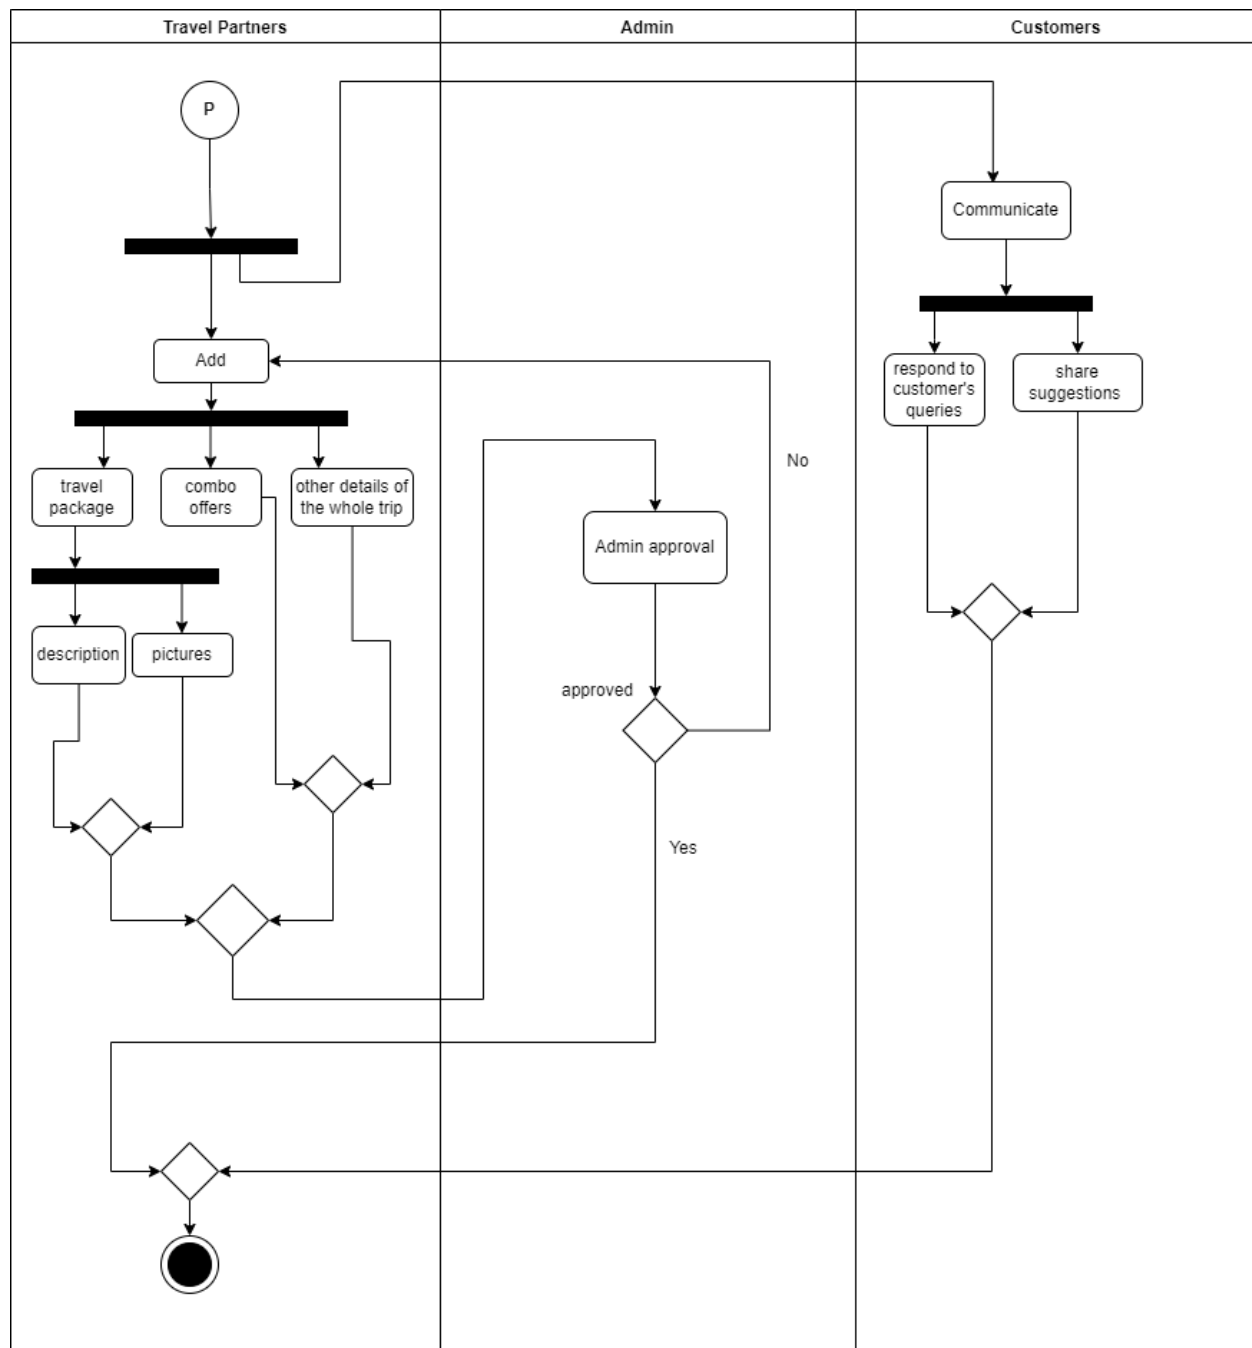 Travel Partners
Admin
Customers
P
Communicate
Add
respond to
customer's
queries
share
suggestions
No
travel
package
combo
offers
other details of
the whole trip
Admin approval
description
pictures
approved
Yes